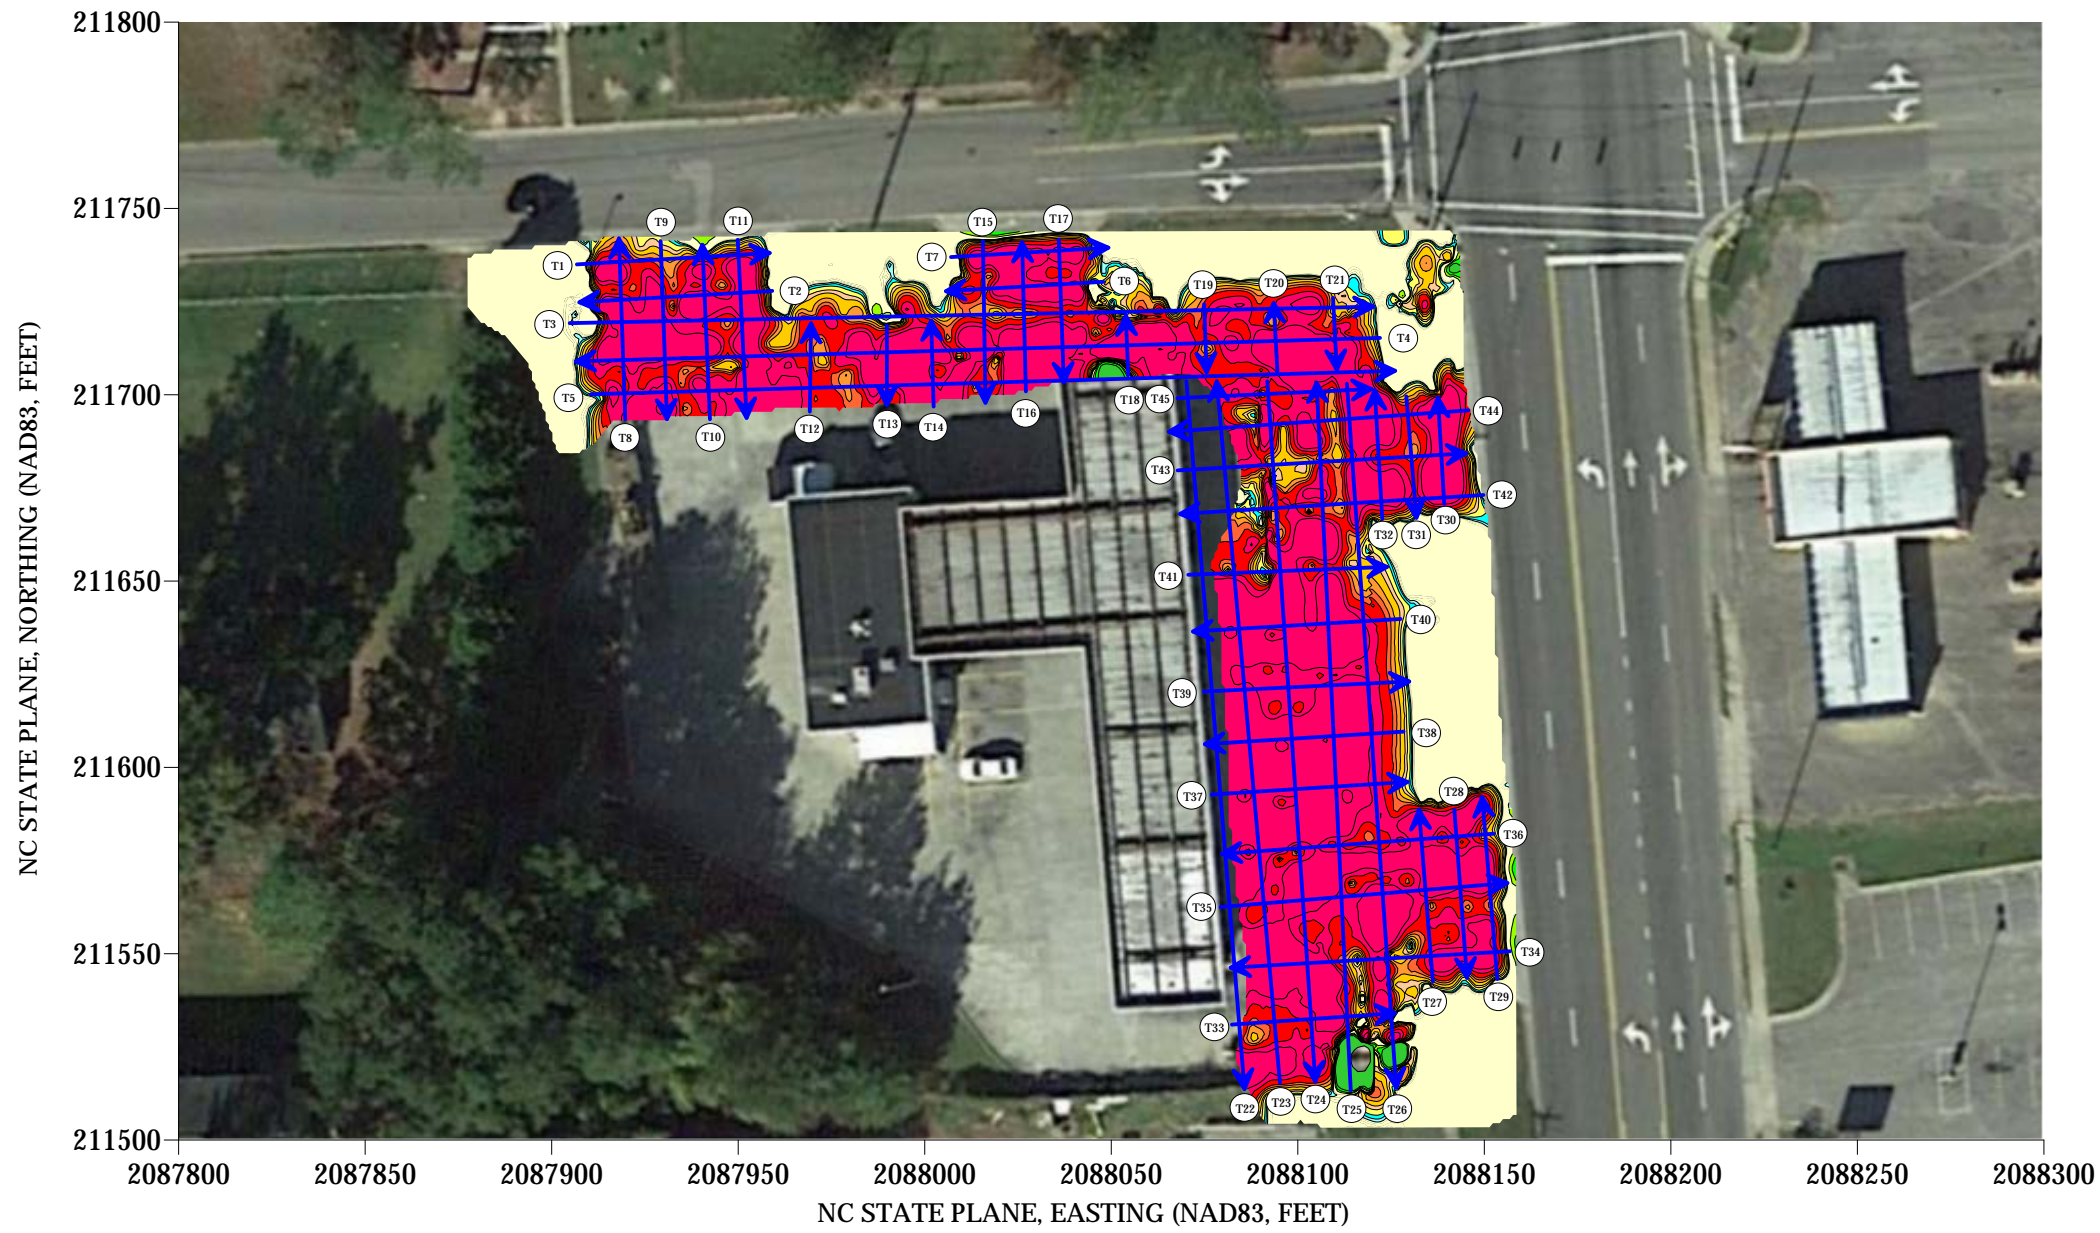 211800
211750
211700
211650
211600
211550
211500
NC STATE PLANE, NORTHING (NAD83, FEET)
T9
T11
T15
T17
T1
T7
T2
T6
T19
T20
T21
T3
T4
T5
T18
T45
T44
T8
T10
T12
T13
T14
T16
T43
T42
T32
T31
T30
T41
T40
T39
T38
T37
T28
T36
T35
T34
T33
T27
T29
T22
T23
T24
T25
T26
2087800
2087850
2087900
2087950
2088000
2088050
2088100
2088150
2088200
2088250
2088300
NC STATE PLANE, EASTING (NAD83, FEET)